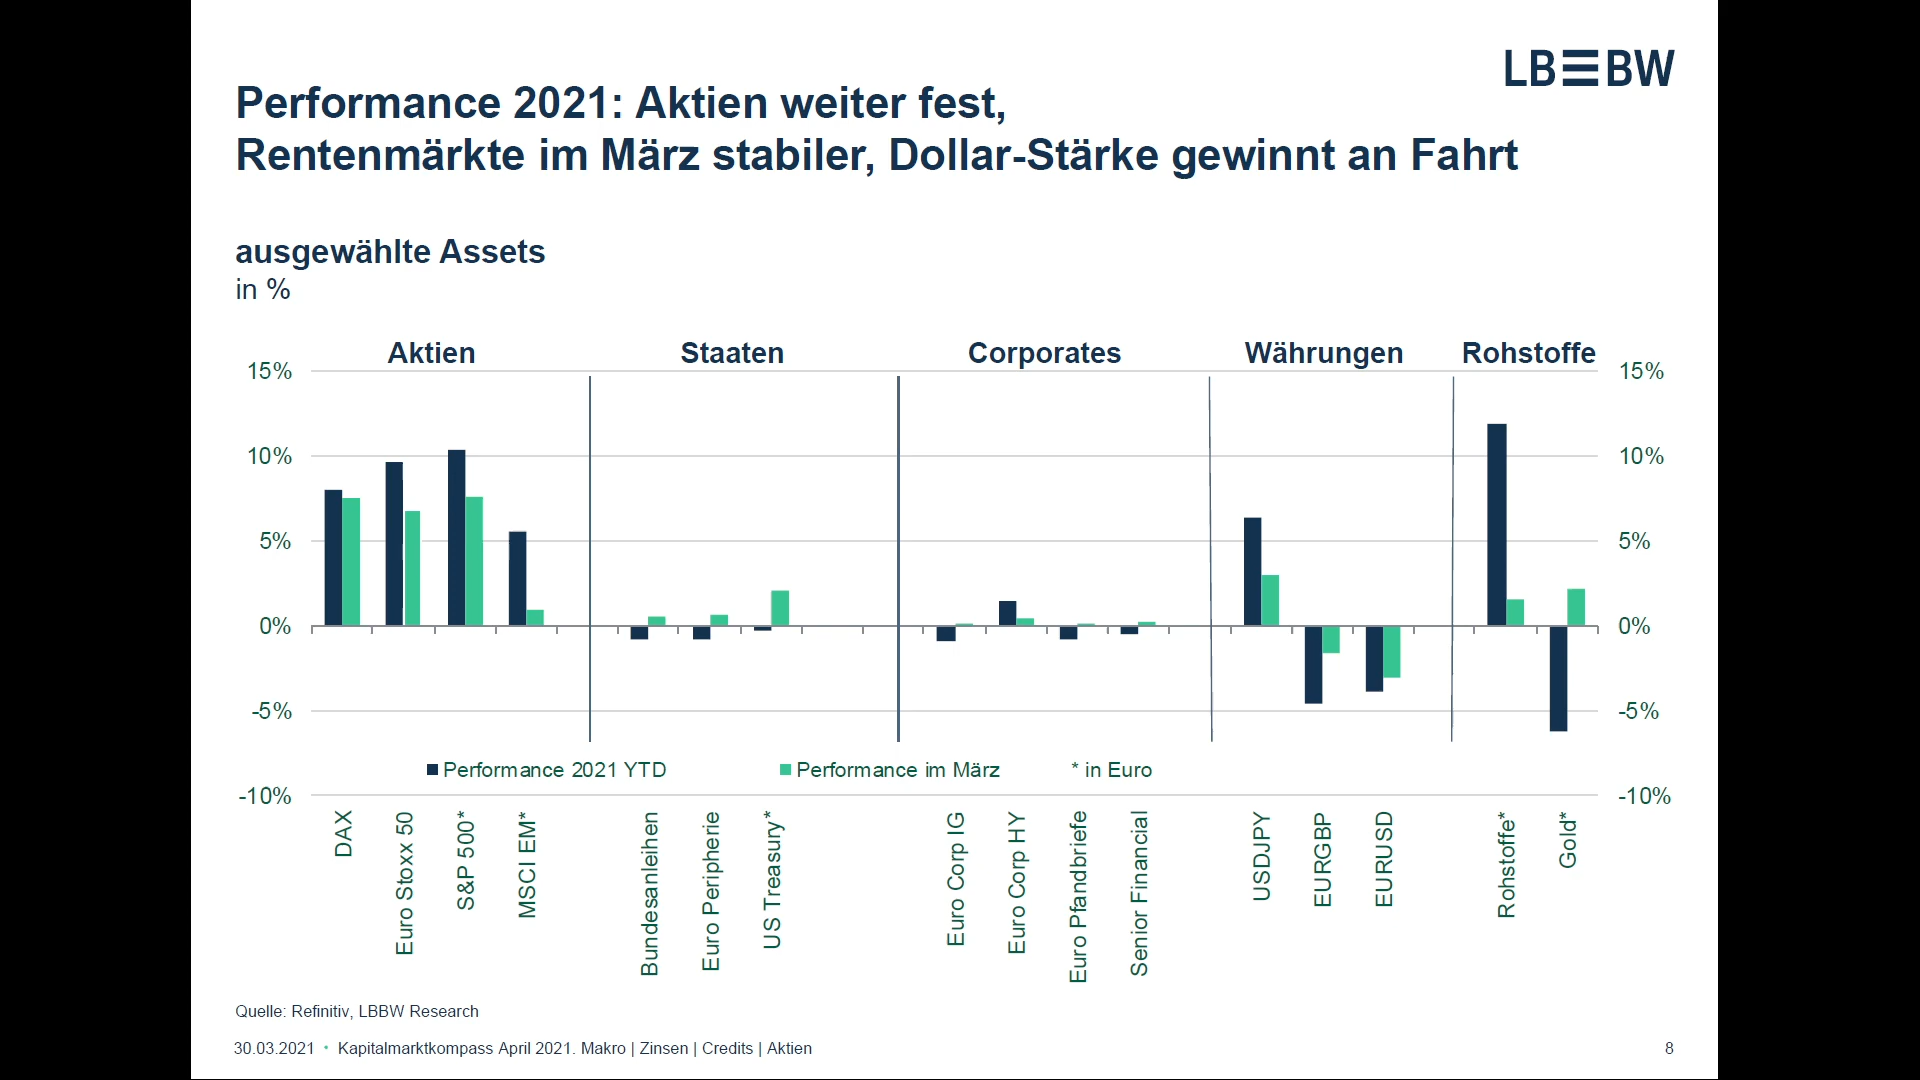 LBBW
Performance 2021: Aktien weiter fest,
Rentenmärkte im März stabiler, Dollar-Stärke gewinnt an Fahrt
ausgewählte Assets
in %
Aktien Staaten Corporates Währungen Rohstoffe
15% 15%
10% 10%
5% 5%
0% 0%
-5% -5%
Performance 2021 YTD Performance im März * in Euro
-10% -10%
DAX
Euro Stoxx 50
S&P 500*
MSCI EM*
Bundesanleihen
Euro Peripherie
US Treasury*
Euro Corp IG
Euro Corp HY
Euro Pfandbriefe
Senior Financial
USDJPY
EURGBP
EURUSD
Rohstoffe*
Gold*
Quelle: Refinitiv, LBBW Research
30.03.2021 • Kapitalmarktkompass April 2021. Makro | Zinsen | Credits | Aktien 8